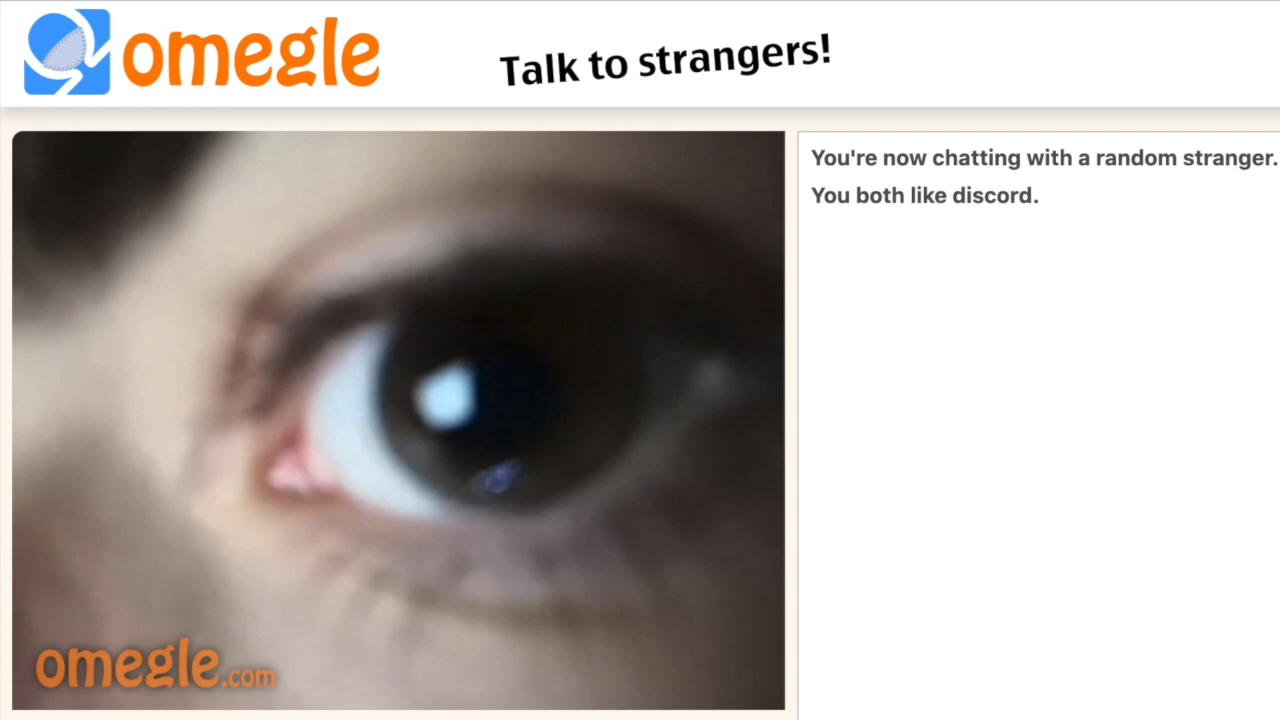 omegle
Talk to strangers!
You're now chatting with a random stranger.
You both like discord.
omegle.com